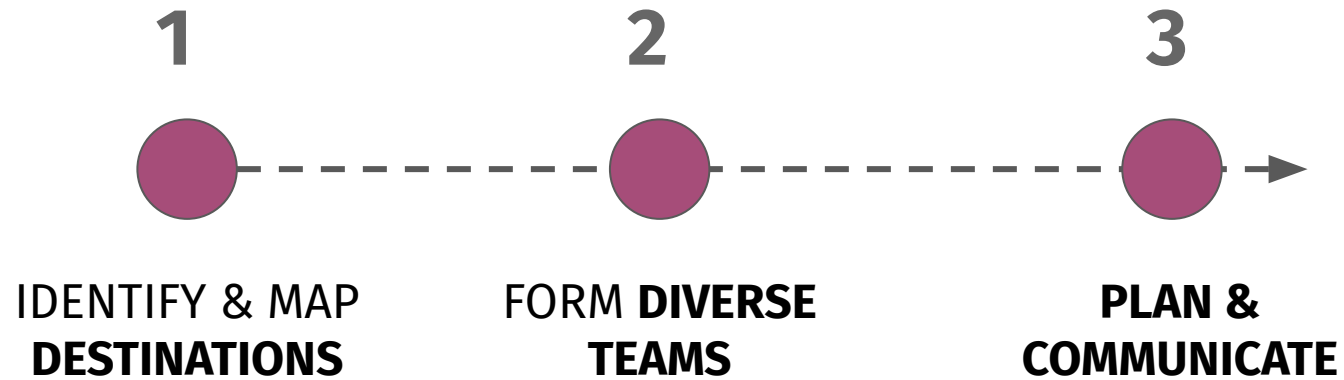 1
2
3
IDENTIFY & MAP
DESTINATIONS
FORM DIVERSE
TEAMS
PLAN &
COMMUNICATE